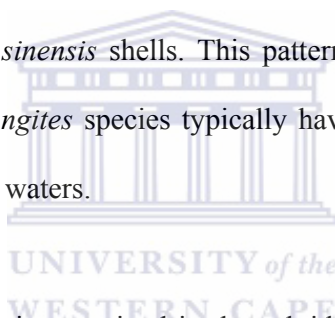 sinensis shells. This pattern
ngites species typically hav
waters.
UNIVERSITY of the
WESTERN CAPE